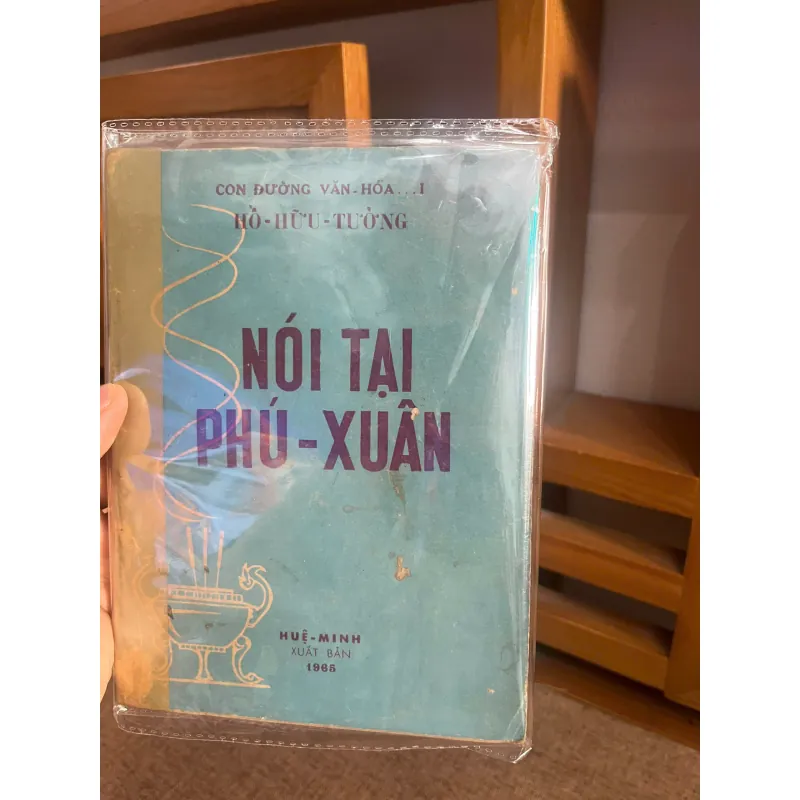 CON ĐƯỜNG VĂN-HÓA...I
HỒ-HỮU-TƯỜNG
NÓI TẠI
PHÚ-XUÂN
HUỆ-MINH
XUẤT BẢN
1965